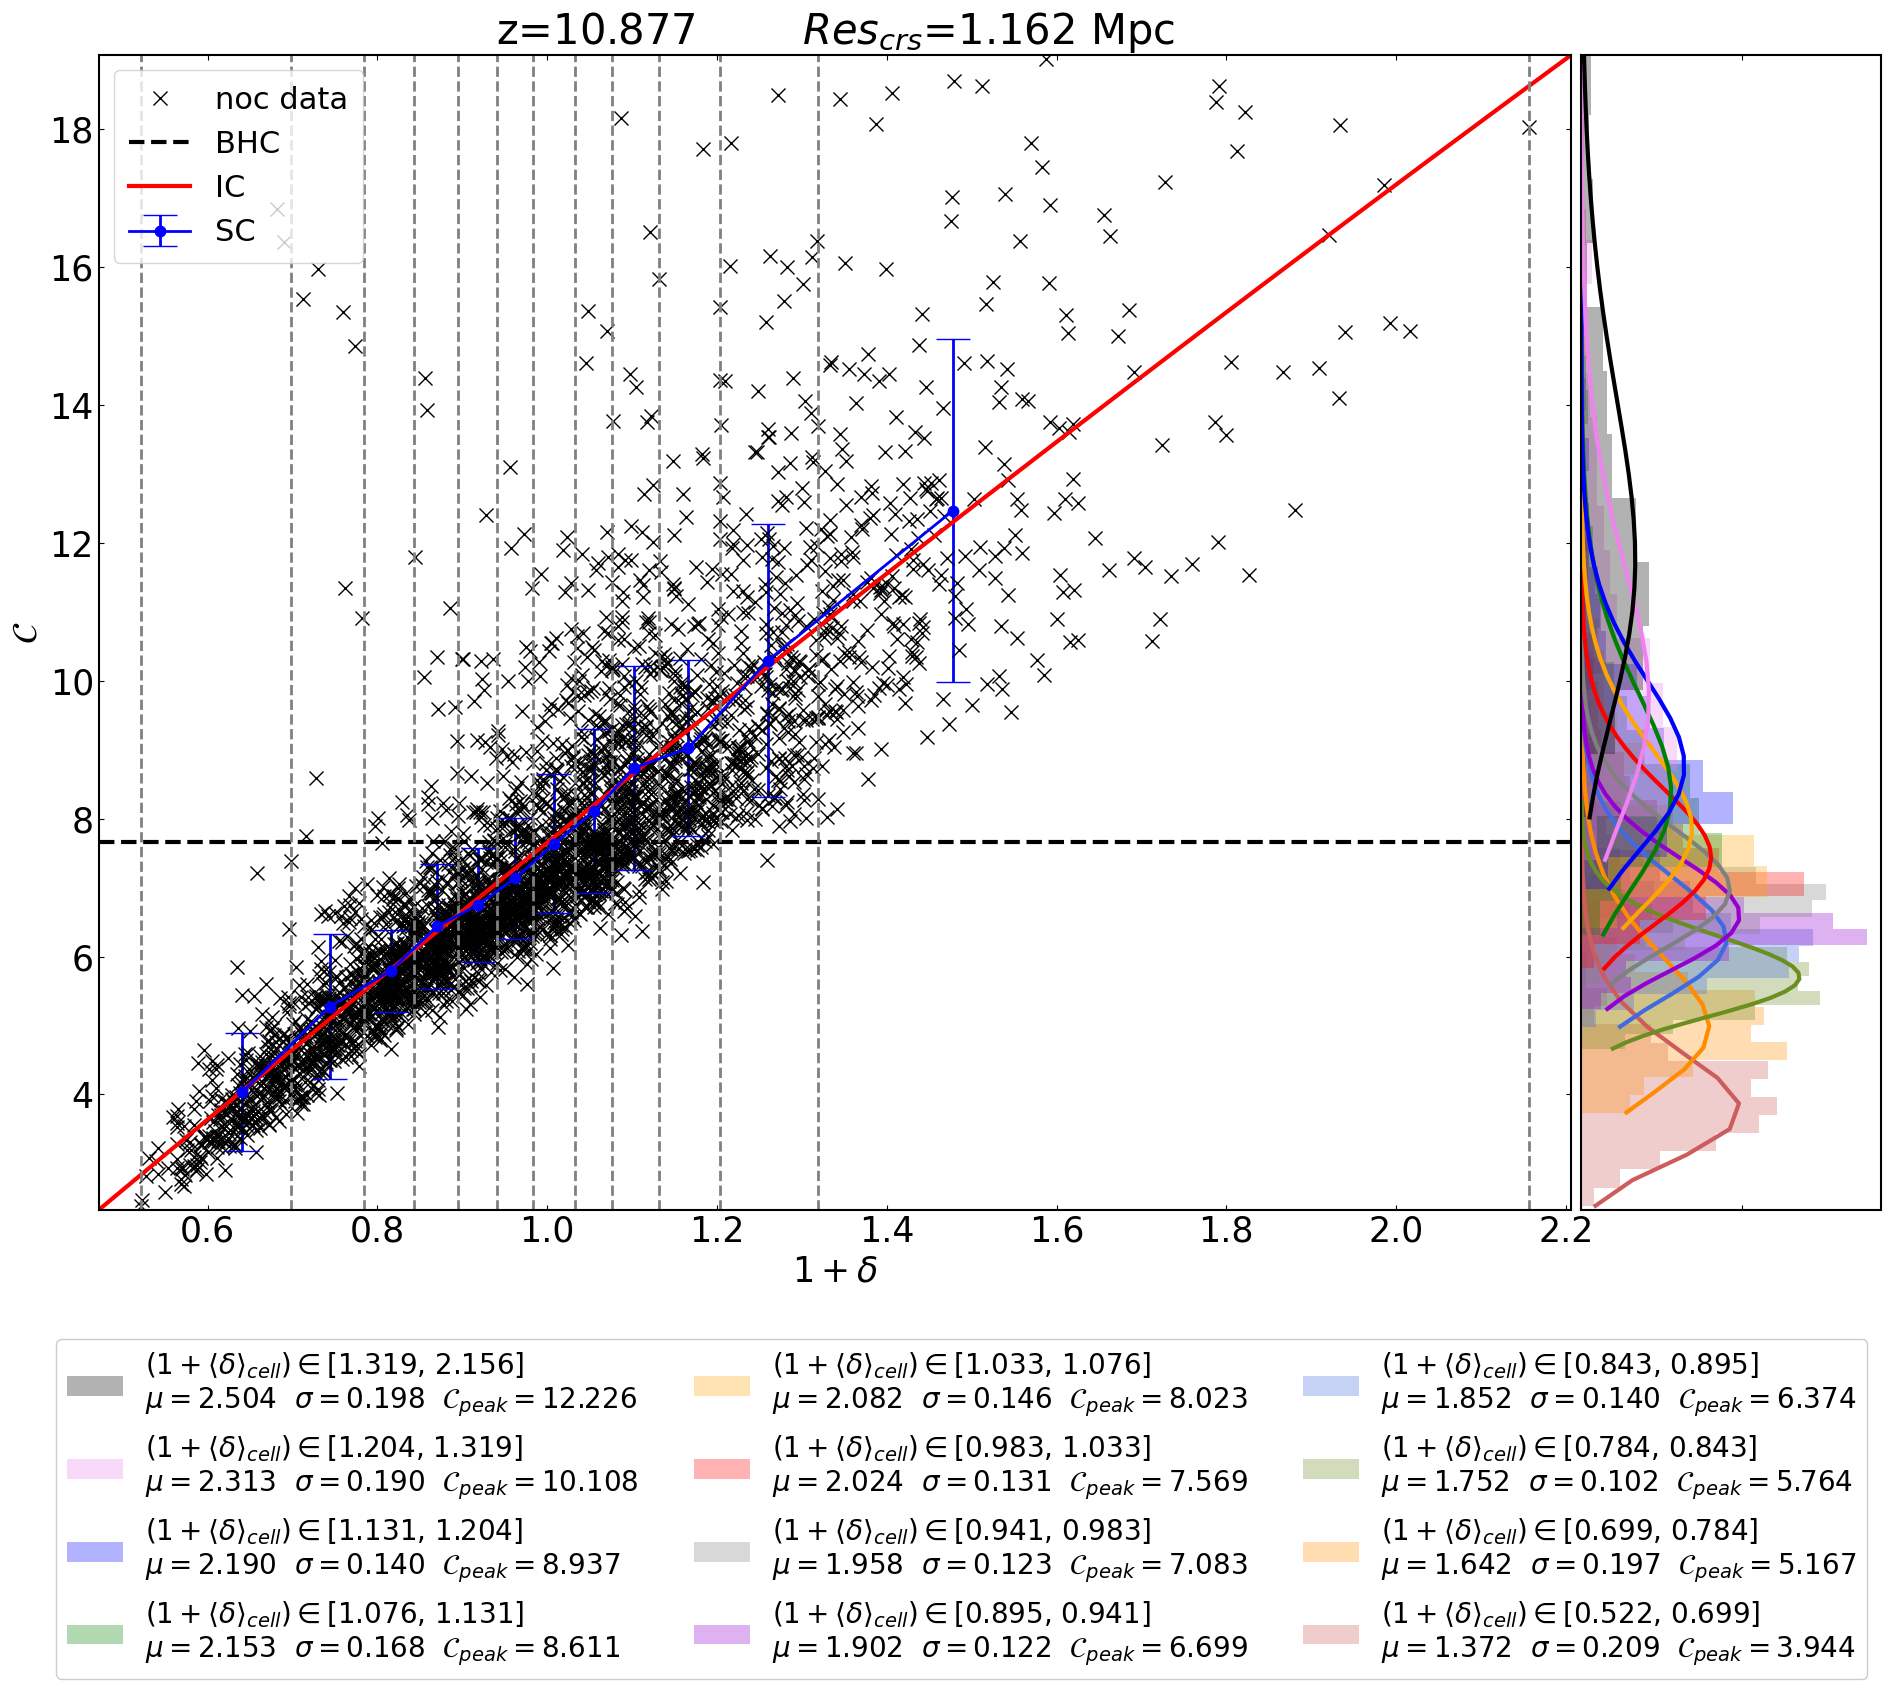 z=10.877 Res_crs=1.162 Mpc
noc data
BHC
IC
SC
18
16
14
12
10
8
6
4
𝒞
0.6 0.8 1.0 1.2 1.4 1.6 1.8 2.0 2.2
1 + δ
(1 + ⟨δ⟩_cell) ∈ [1.319, 2.156]
μ = 2.504 σ = 0.198 𝒞_peak = 12.226
(1 + ⟨δ⟩_cell) ∈ [1.204, 1.319]
μ = 2.313 σ = 0.190 𝒞_peak = 10.108
(1 + ⟨δ⟩_cell) ∈ [1.131, 1.204]
μ = 2.190 σ = 0.140 𝒞_peak = 8.937
(1 + ⟨δ⟩_cell) ∈ [1.076, 1.131]
μ = 2.153 σ = 0.168 𝒞_peak = 8.611
(1 + ⟨δ⟩_cell) ∈ [1.033, 1.076]
μ = 2.082 σ = 0.146 𝒞_peak = 8.023
(1 + ⟨δ⟩_cell) ∈ [0.983, 1.033]
μ = 2.024 σ = 0.131 𝒞_peak = 7.569
(1 + ⟨δ⟩_cell) ∈ [0.941, 0.983]
μ = 1.958 σ = 0.123 𝒞_peak = 7.083
(1 + ⟨δ⟩_cell) ∈ [0.895, 0.941]
μ = 1.902 σ = 0.122 𝒞_peak = 6.699
(1 + ⟨δ⟩_cell) ∈ [0.843, 0.895]
μ = 1.852 σ = 0.140 𝒞_peak = 6.374
(1 + ⟨δ⟩_cell) ∈ [0.784, 0.843]
μ = 1.752 σ = 0.102 𝒞_peak = 5.764
(1 + ⟨δ⟩_cell) ∈ [0.699, 0.784]
μ = 1.642 σ = 0.197 𝒞_peak = 5.167
(1 + ⟨δ⟩_cell) ∈ [0.522, 0.699]
μ = 1.372 σ = 0.209 𝒞_peak = 3.944